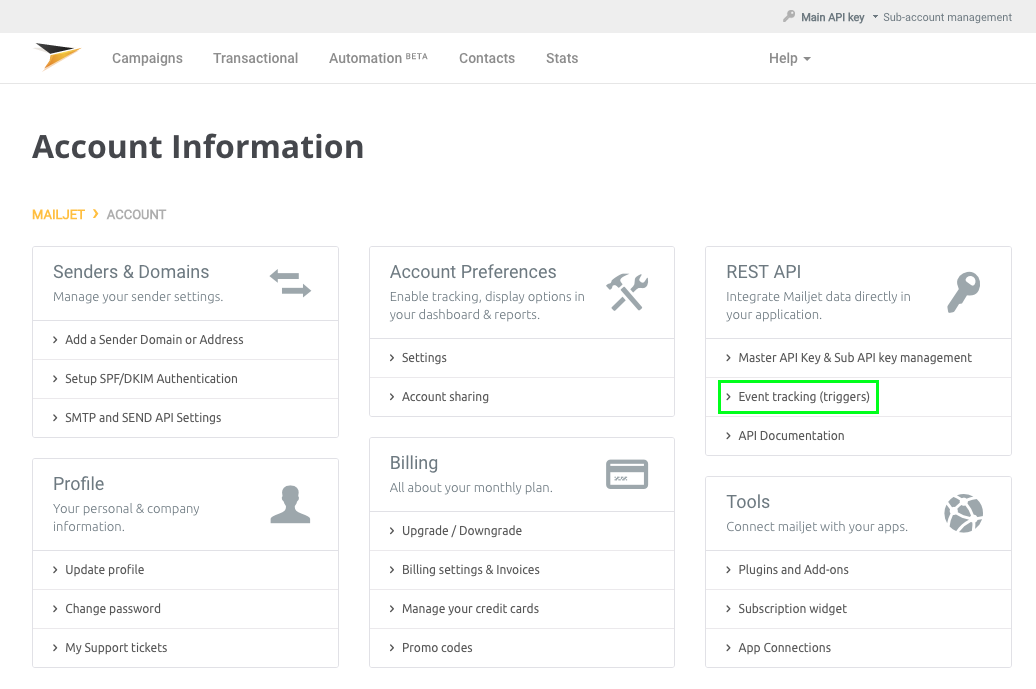 Main API key Sub-account management
Campaigns Transactional Automation BETA Contacts Stats Help
Account Information
MAILJET › ACCOUNT
Senders & Domains
Manage your sender settings.
› Add a Sender Domain or Address
› Setup SPF/DKIM Authentication
› SMTP and SEND API Settings
Profile
Your personal & company
information.
› Update profile
› Change password
› My Support tickets
Account Preferences
Enable tracking, display options in
your dashboard & reports.
› Settings
› Account sharing
Billing
All about your monthly plan.
› Upgrade / Downgrade
› Billing settings & Invoices
› Manage your credit cards
› Promo codes
REST API
Integrate Mailjet data directly in
your application.
› Master API Key & Sub API key management
› Event tracking (triggers)
› API Documentation
Tools
Connect mailjet with your apps.
› Plugins and Add-ons
› Subscription widget
› App Connections